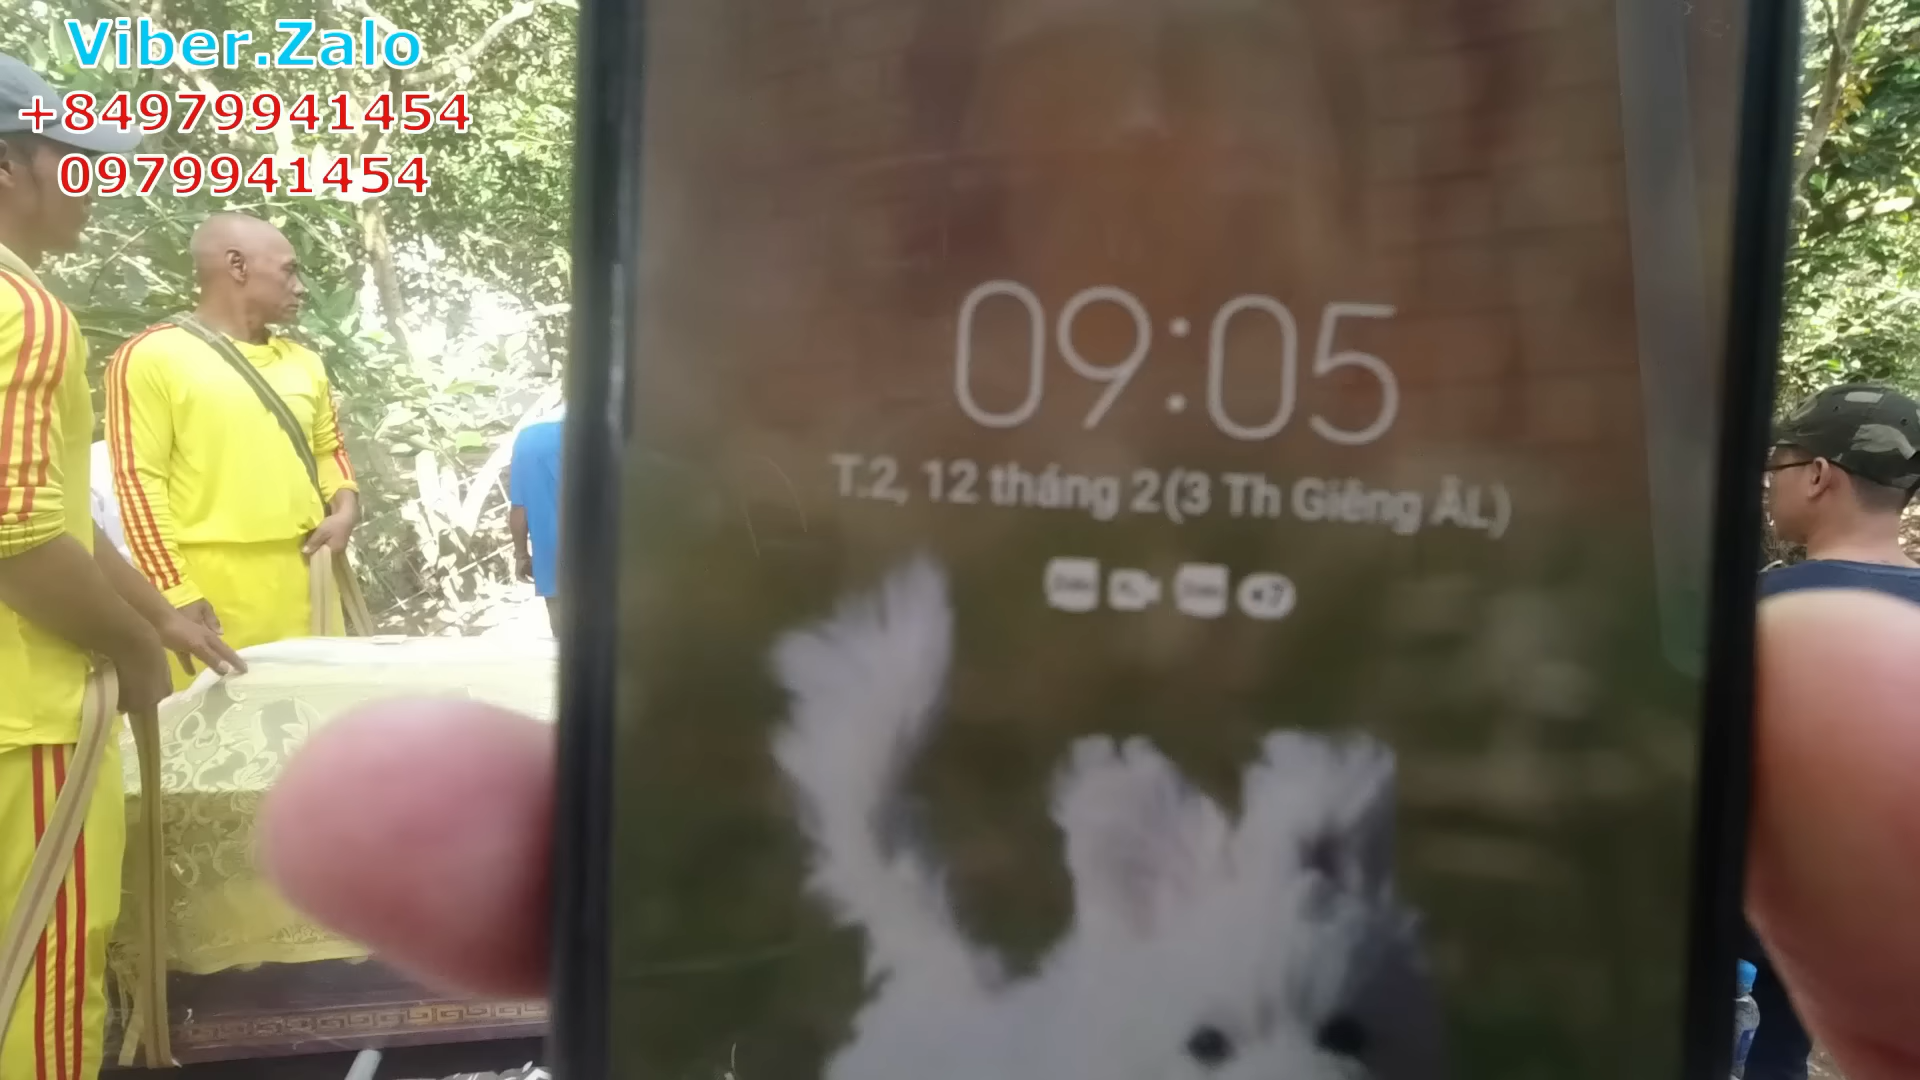 Viber.Zalo
+84979941454
0979941454
09:05
T.2, 12 tháng 2(3 Th Giêng ÂL)